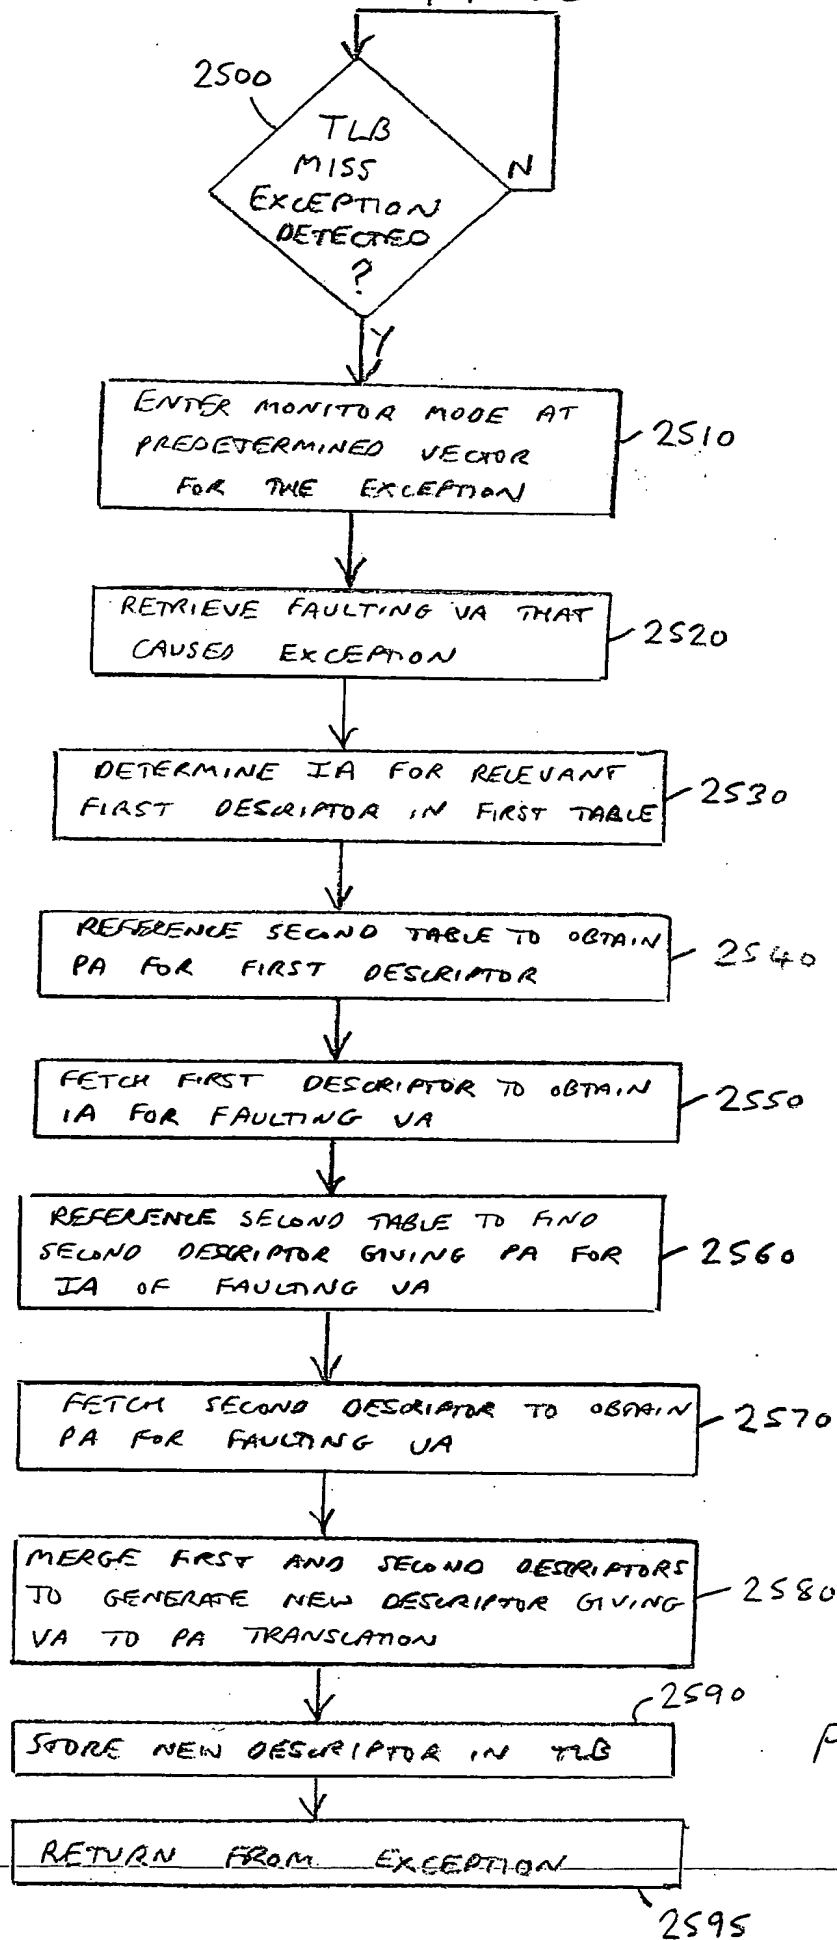 2500
TLB
MISS
EXCEPTION
DETECTED
?
N
Y
ENTER MONITOR MODE AT
PREDETERMINED VECTOR
FOR THE EXCEPTION
2510
RETRIEVE FAULTING VA THAT
CAUSED EXCEPTION
2520
DETERMINE IA FOR RELEVANT
FIRST DESCRIPTOR IN FIRST TABLE
2530
REFERENCE SECOND TABLE TO OBTAIN
PA FOR FIRST DESCRIPTOR
2540
FETCH FIRST DESCRIPTOR TO OBTAIN
IA FOR FAULTING VA
2550
REFERENCE SECOND TABLE TO FIND
SECOND DESCRIPTOR GIVING PA FOR
IA OF FAULTING VA
2560
FETCH SECOND DESCRIPTOR TO OBTAIN
PA FOR FAULTING VA
2570
MERGE FIRST AND SECOND DESCRIPTORS
TO GENERATE NEW DESCRIPTOR GIVING
VA TO PA TRANSLATION
2580
2590
STORE NEW DESCRIPTOR IN TLB
RETURN FROM EXCEPTION
2595